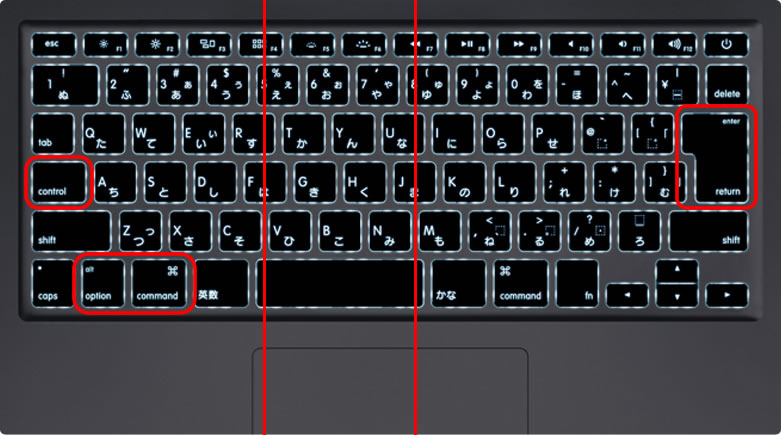 esc F1 F2 F3 F4 F5 F6 F7 F8 F9 F10 F11 F12
! " # ぁ $ ぅ % ぇ & ぉ ' ゃ ( ゅ ) ょ を = ~ |
1 ぬ 2 ふ 3 あ 4 う 5 え 6 お 7 や 8 ゆ 9 よ 0 わ - ほ ^ へ ¥ delete
tab Q た W て E い ぃ R す T か Y ん U な I に O ら P せ ` @ { [ 「 enter
control A ち S と D し F は G き H く J ま K の L り + ; れ * : け } ] む return
shift Z つ っ X さ C そ V ひ B こ N み M も < , ね > . る ? / め _ ろ shift
caps alt option ⌘ command 英数 かな ⌘ command fn ◀ ▲ ▼ ▶